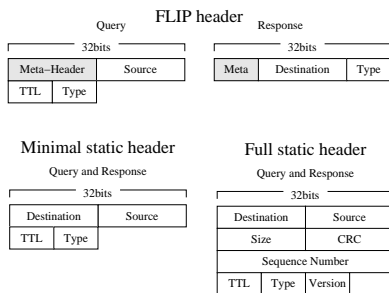 FLIP header
Query
Response
32bits
32bits
Meta-Header Source
Meta Destination Type
TTL Type
Minimal static header
Full static header
Query and Response
Query and Response
32bits
32bits
Destination Source
Destination Source
TTL Type
Size CRC
Sequence Number
TTL Type Version